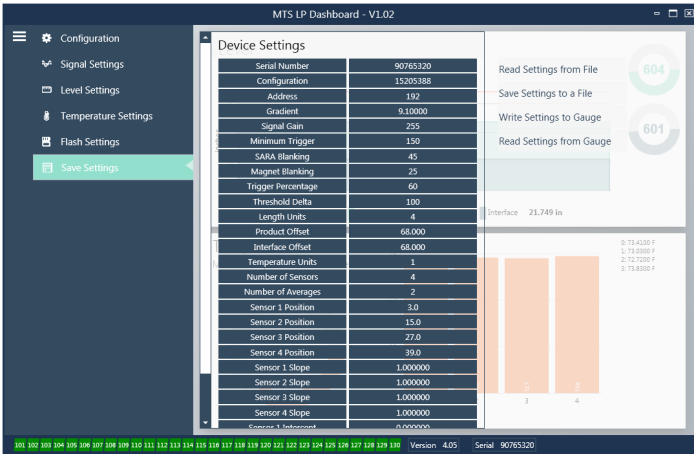 MTS LP Dashboard - V1.02
Configuration
Signal Settings
Level Settings
Temperature Settings
Flash Settings
Save Settings
Device Settings
Serial Number 90765320
Configuration 15205388
Address 192
Gradient 9.10000
Signal Gain 255
Minimum Trigger 150
SARA Blanking 45
Magnet Blanking 25
Trigger Percentage 60
Threshold Delta 100
Length Units 4
Product Offset 68.000
Interface Offset 68.000
Temperature Units 1
Number of Sensors 4
Number of Averages 2
Sensor 1 Position 3.0
Sensor 2 Position 15.0
Sensor 3 Position 27.0
Sensor 4 Position 39.0
Sensor 1 Slope 1.000000
Sensor 2 Slope 1.000000
Sensor 3 Slope 1.000000
Sensor 4 Slope 1.000000
Sensor 1 Intercept 0.000000
Read Settings from File
Save Settings to a File
Write Settings to Gauge
Read Settings from Gauge
604
601
Interface 21.749 in
0: 73.4100 F
1: 73.0300 F
2: 72.7200 F
3: 73.8300 F
3 4
101 102 103 104 105 106 107 108 109 110 111 112 113 114 115 116 117 118 119 120 121 122 123 124 125 126 127 128 129 130 Version 4.05 Serial 90765320